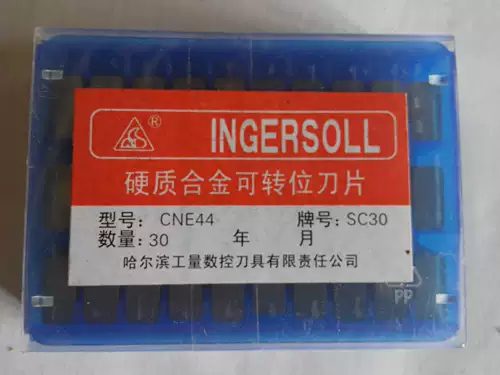 ® INGERSOLL
硬质合金可转位刀片
型号: CNE44 牌号: SC30
数量: 30 年 月
哈尔滨工量数控刀具有限责任公司
PP